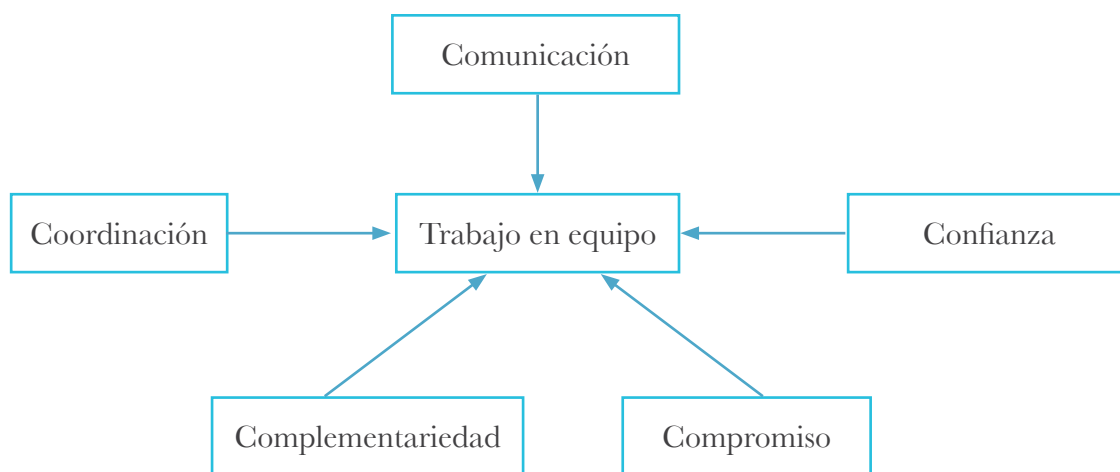 Comunicación
Coordinación
Trabajo en equipo
Confianza
Complementariedad
Compromiso